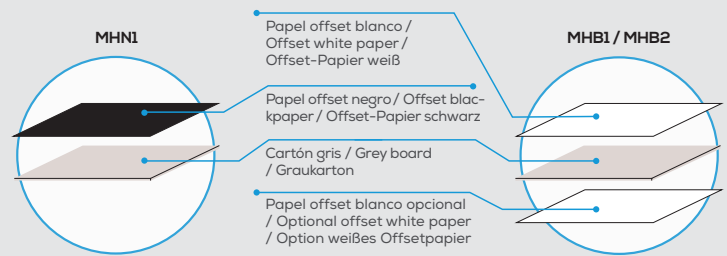 MHN1
Papel offset blanco /
Offset white paper /
Offset-Papier weiß
MHB1 / MHB2
Papel offset negro / Offset blac-
kpaper / Offset-Papier schwarz
Cartón gris / Grey board
/ Graukarton
Papel offset blanco opcional
/ Optional offset white paper
/ Option weißes Offsetpapier